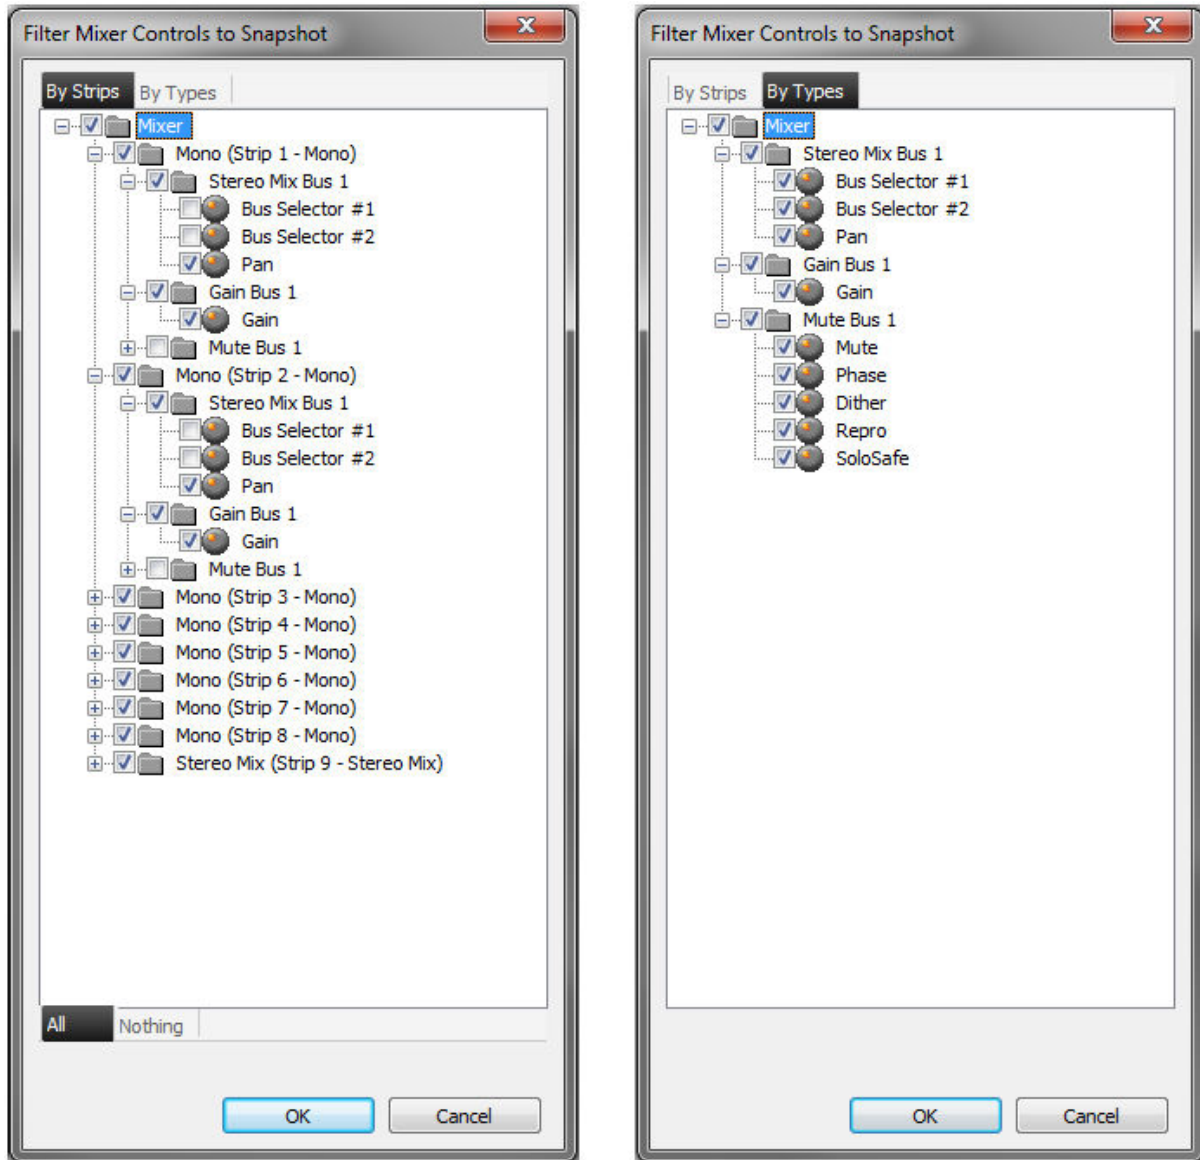 Filter Mixer Controls to Snapshot
By Strips By Types
Mixer
Mono (Strip 1 - Mono)
Stereo Mix Bus 1
Bus Selector #1
Bus Selector #2
Pan
Gain Bus 1
Gain
Mute Bus 1
Mono (Strip 2 - Mono)
Stereo Mix Bus 1
Bus Selector #1
Bus Selector #2
Pan
Gain Bus 1
Gain
Mute Bus 1
Mono (Strip 3 - Mono)
Mono (Strip 4 - Mono)
Mono (Strip 5 - Mono)
Mono (Strip 6 - Mono)
Mono (Strip 7 - Mono)
Mono (Strip 8 - Mono)
Stereo Mix (Strip 9 - Stereo Mix)
All Nothing
OK Cancel
Filter Mixer Controls to Snapshot
By Strips By Types
Mixer
Stereo Mix Bus 1
Bus Selector #1
Bus Selector #2
Pan
Gain Bus 1
Gain
Mute Bus 1
Mute
Phase
Dither
Repro
SoloSafe
OK Cancel